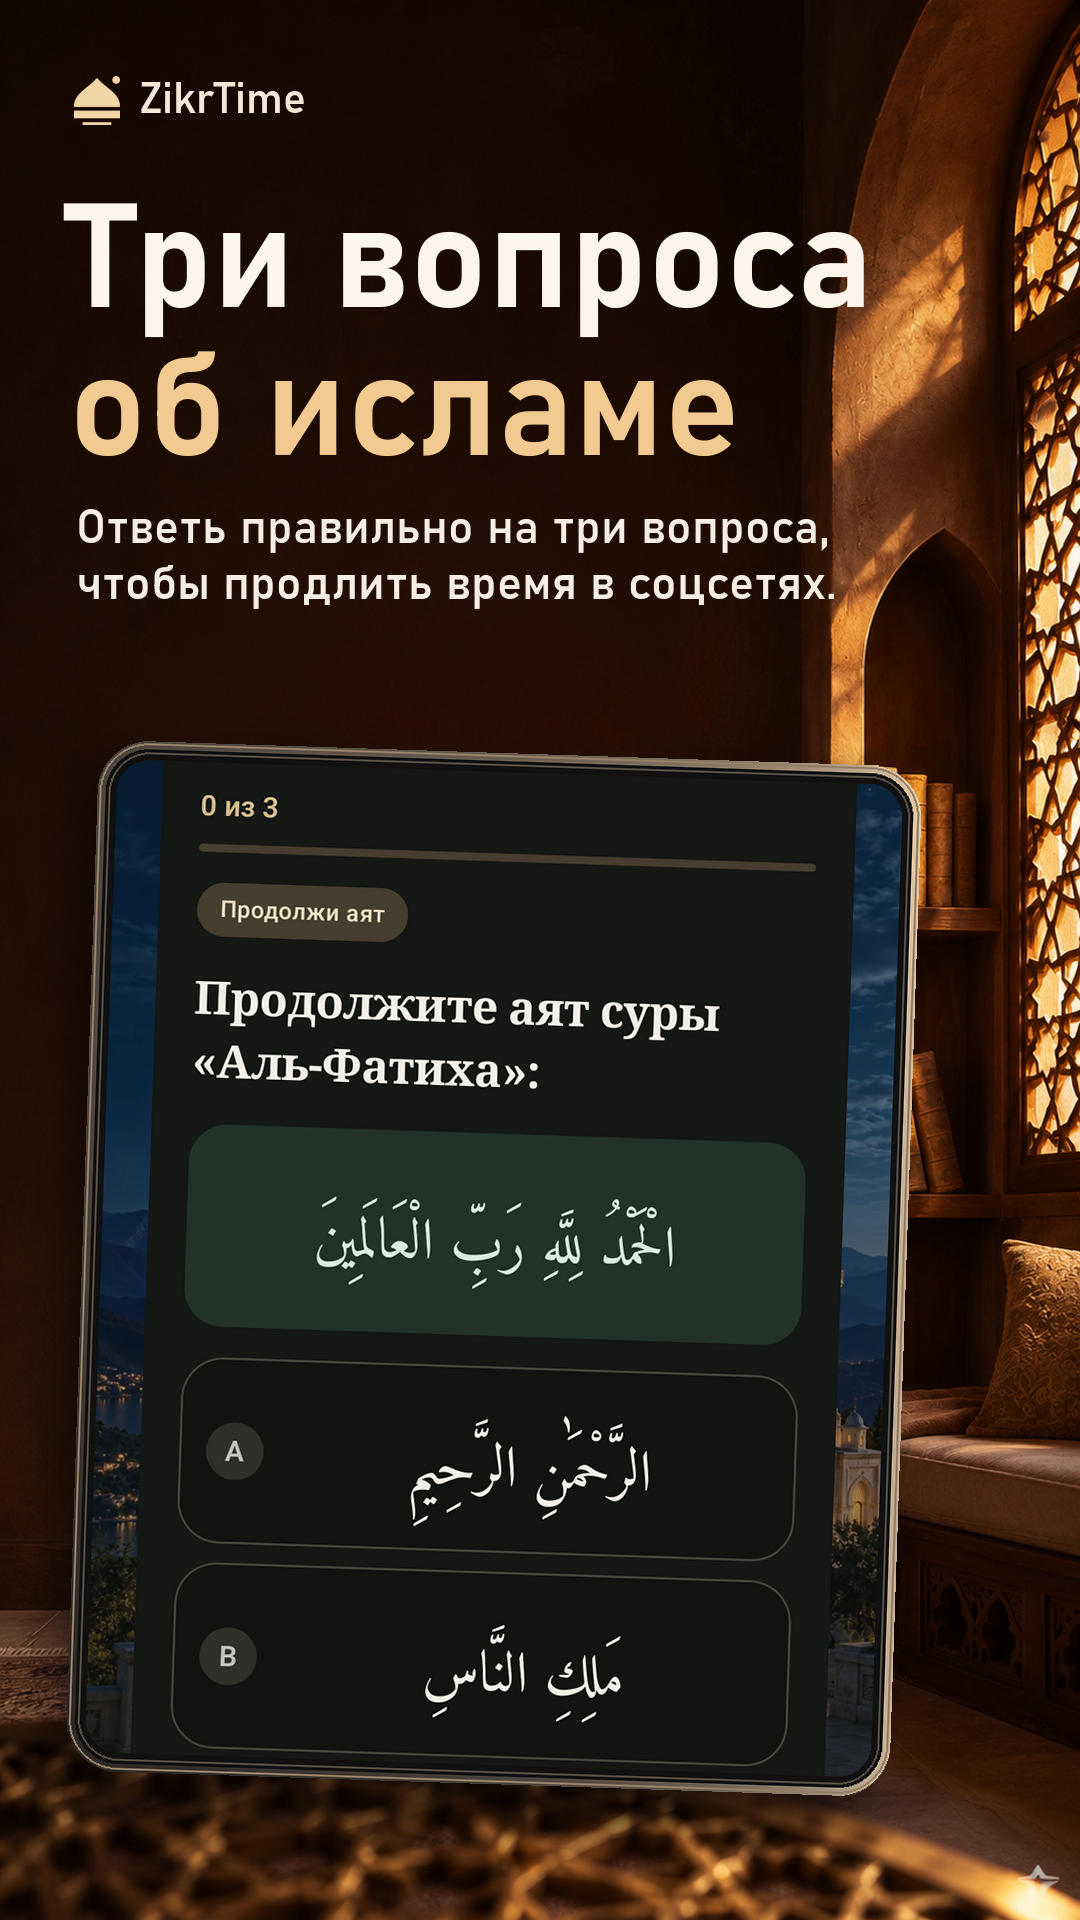 ZikrTime
Три вопроса
об исламе
Ответь правильно на три вопроса,
чтобы продлить время в соцсетях.
0 из 3
Продолжи аят
Продолжите аят суры
«Аль-Фатиха»:
الْحَمْدُ لِلَّهِ رَبِّ الْعَالَمِينَ
A
الرَّحْمَٰنِ الرَّحِيمِ
B
مَلِكِ النَّاسِ